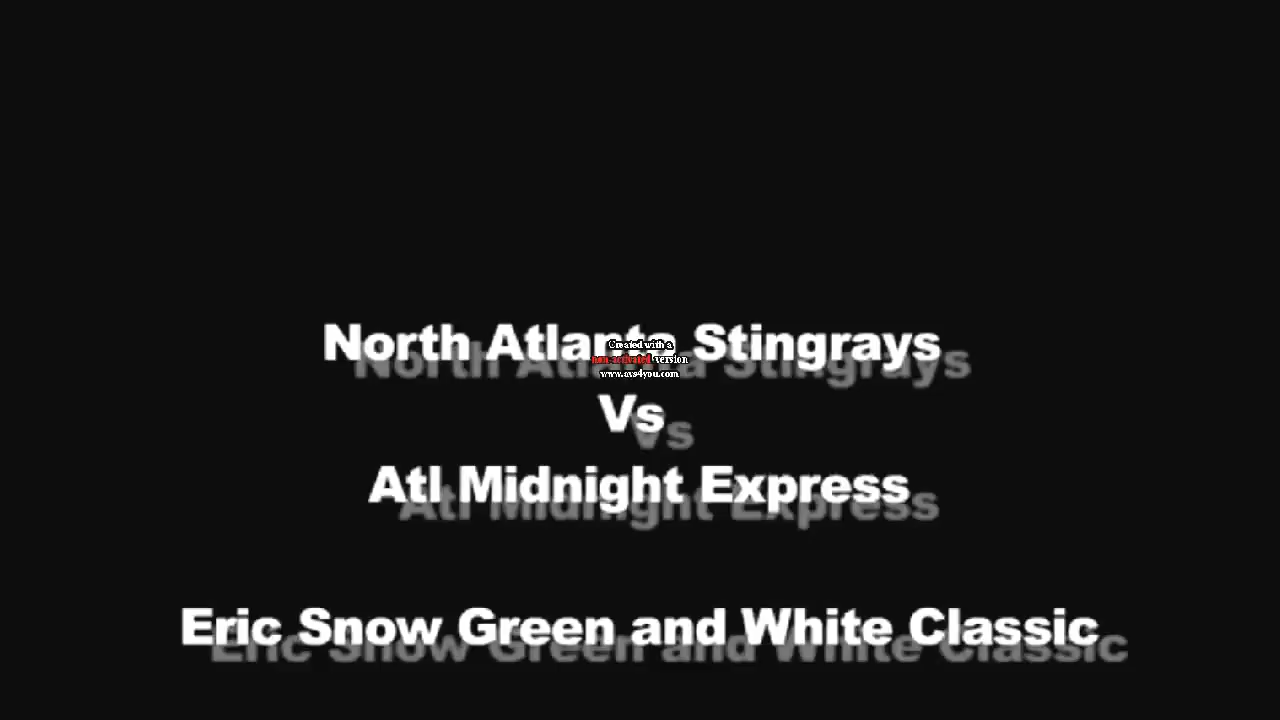 North Atlanta Stingrays
Created with a
non-activated version
www.avs4you.com
Vs
Atl Midnight Express
Eric Snow Green and White Classic